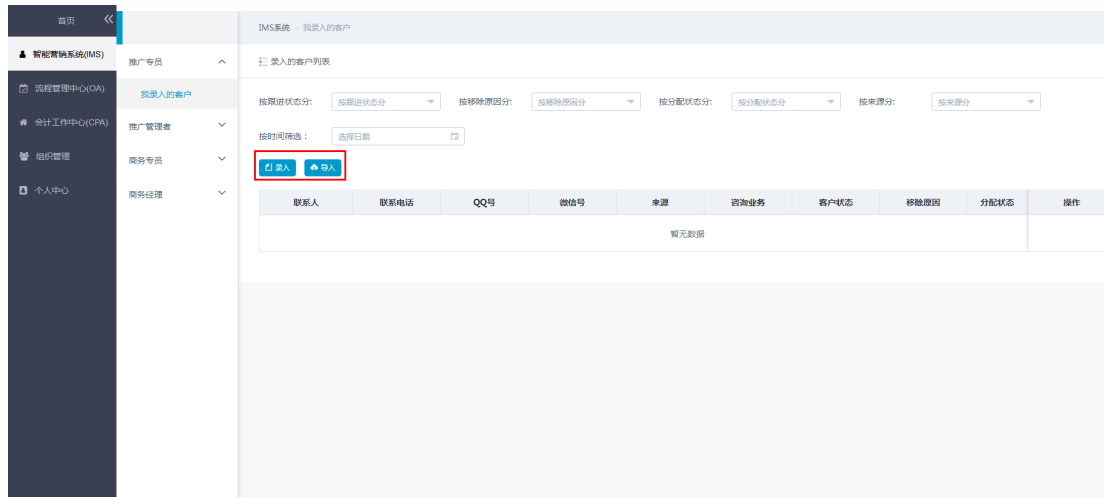 首页
智能营销系统(IMS)
流程管理中心(OA)
会计工作中心(CPA)
组织管理
个人中心
推广专员
我录入的客户
推广管理者
商务专员
商务经理
IMS系统 - 我录入的客户
录入的客户列表
按跟进状态分: 按跟进状态分 按移除原因分: 按移除原因分 按分配状态分: 按分配状态分 按来源分: 按来源分
按时间筛选： 选择日期
录入 导入
联系人 联系电话 QQ号 微信号 来源 咨询业务 客户状态 移除原因 分配状态 操作
暂无数据